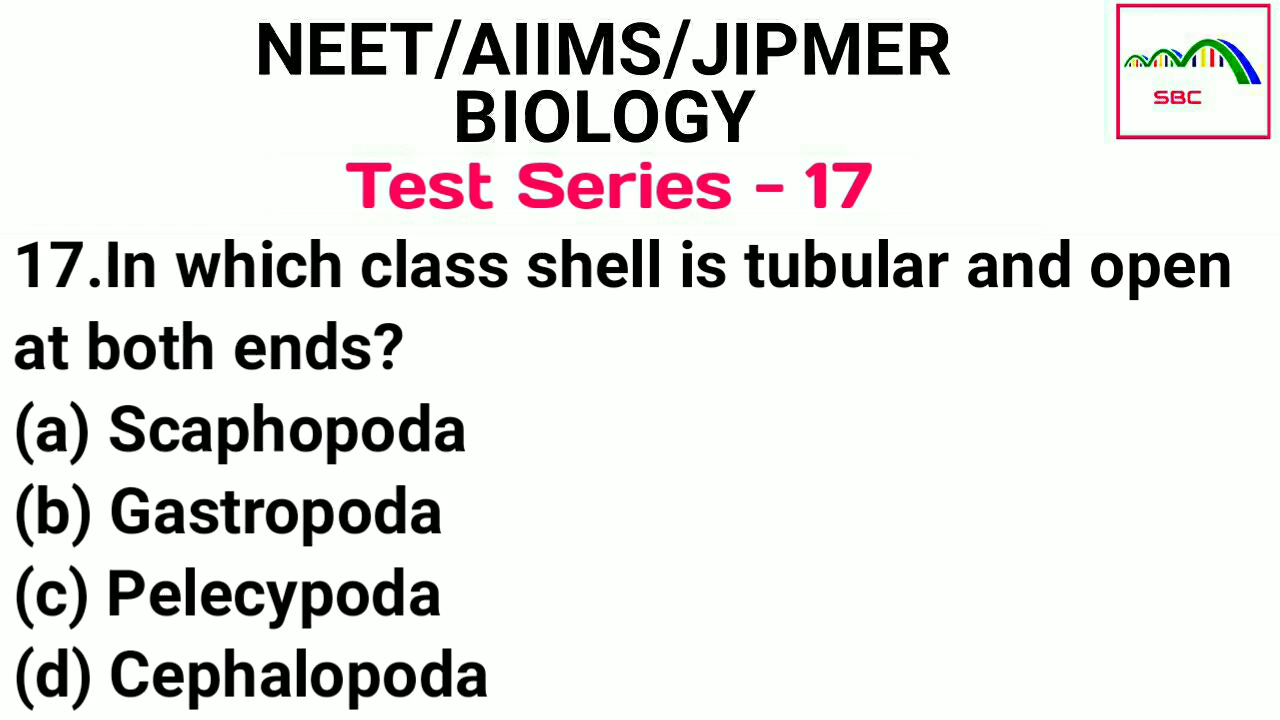 NEET/AIIMS/JIPMER
BIOLOGY
SBC
Test Series - 17
17.In which class shell is tubular and open
at both ends?
(a) Scaphopoda
(b) Gastropoda
(c) Pelecypoda
(d) Cephalopoda